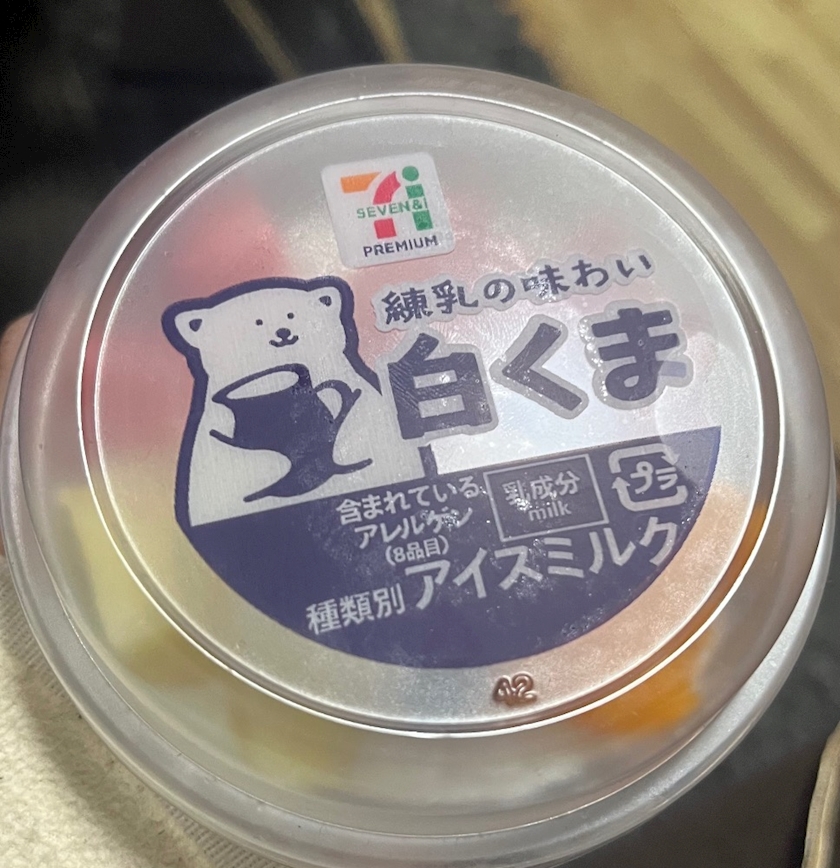 SEVEN&i
PREMIUM
練乳の味わい
白くま
含まれている
アレルゲン
(8品目)
乳成分
milk
プラ
種類別 アイスミルク
42